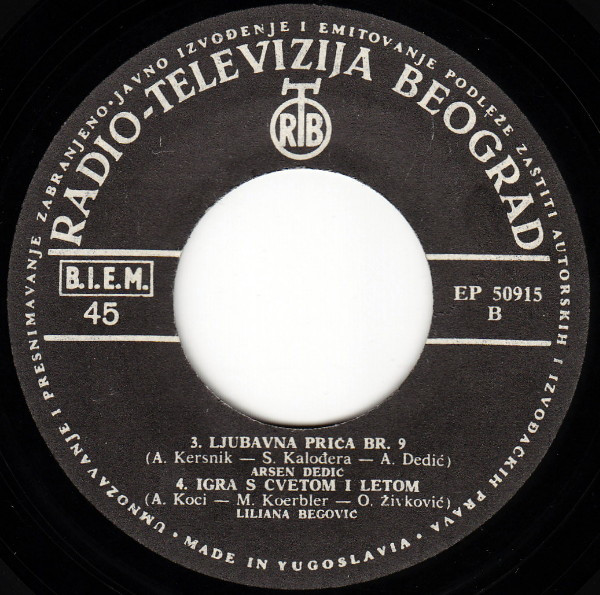 UMNOZAVANJE I PRESNIMAVANJE ZABRANJENO·JAVNO IZVOĐENJE I EMITOVANJE PODLEŽE ZAŠTITI AUTORSKIH I IZVOĐAČKIH PRAVA ·
RADIO-TELEVIZIJA BEOGRAD
RTB
B.I.E.M.
45
EP 50915
B
3. LJUBAVNA PRIČA BR. 9
(A. Kersnik — S. Kalođera — A. Dedić)
ARSEN DEDIĆ
4. IGRA S CVETOM I LETOM
(A. Koci — M. Koerbler — O. Živković)
LILIANA BEGOVIĆ
· MADE IN YUGOSLAVIA·